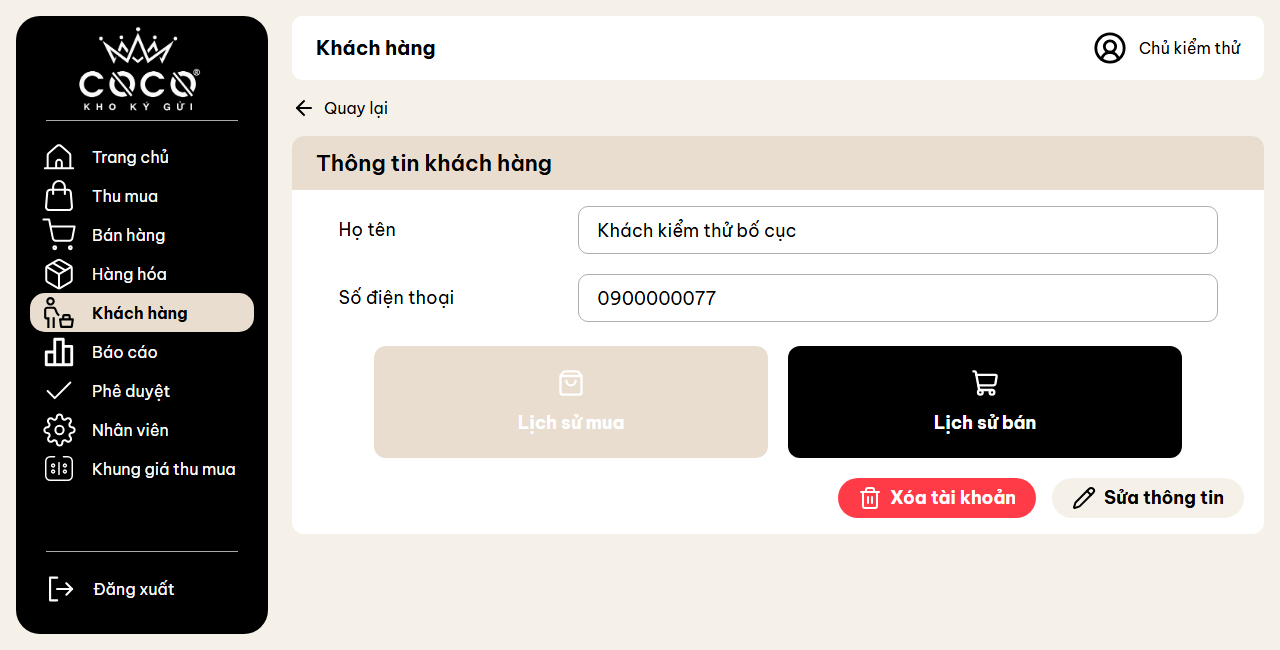 COCO®
KHO KÝ GỬI
Trang chủ
Thu mua
Bán hàng
Hàng hóa
Khách hàng
Báo cáo
Phê duyệt
Nhân viên
Khung giá thu mua
Đăng xuất
Khách hàng
Chủ kiểm thử
Quay lại
Thông tin khách hàng
Họ tên
Khách kiểm thử bố cục
Số điện thoại
0900000077
Lịch sử mua
Lịch sử bán
Xóa tài khoản
Sửa thông tin